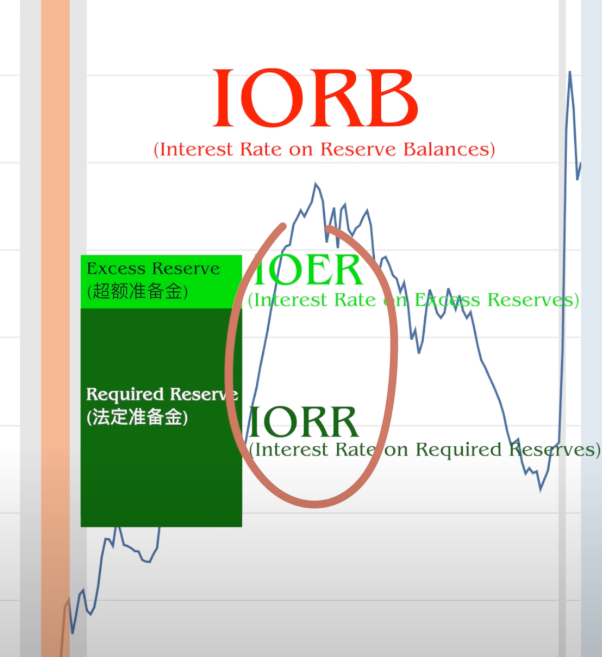 IORB
(Interest Rate on Reserve Balances)
Excess Reserve
(超额准备金)
IOER
(Interest Rate on Excess Reserves)
Required Reserve
(法定准备金)
IORR
(Interest Rate on Required Reserves)